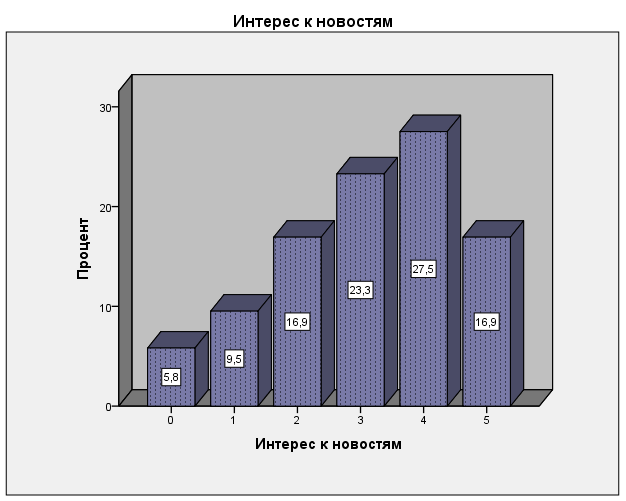 Интерес к новостям
30
20
10
0
Процент
5,8
9,5
16,9
23,3
27,5
16,9
0 1 2 3 4 5
Интерес к новостям